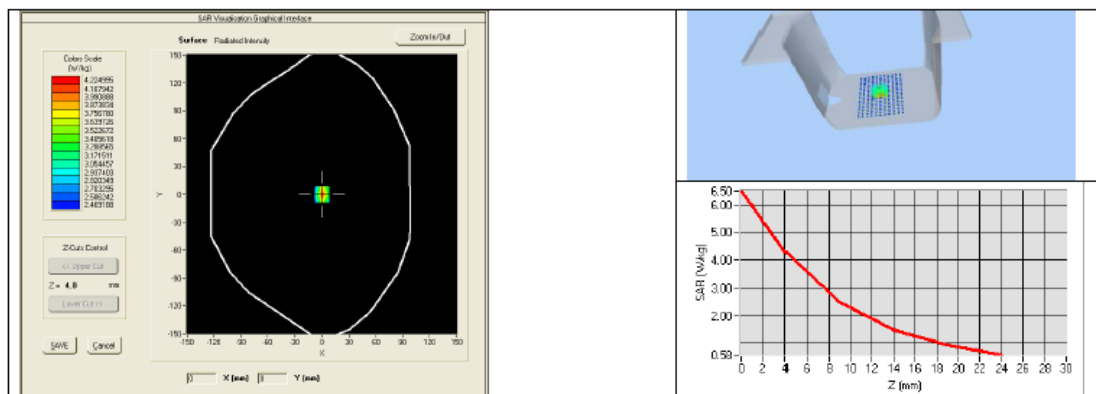 SAR Visualisation Graphical Interface
Surface Radiated Intensity
Zoom In/Out
Colors Scale
(W/kg)
4.224995
4.107942
3.990888
3.873834
3.756780
3.639726
3.522672
3.405618
3.288565
3.171511
3.054457
2.937403
2.820349
2.703295
2.586242
2.469188
Z-Cuts Control
<< Upper Cut
Z = 4.0 mm
Lower Cut >>
SAVE Cancel
150
120
90
60
30
0
-30
-60
-90
-120
-150
Y
-150 -120 -90 -60 -30 0 30 60 90 120 150
X
0 X (mm) 0 Y (mm)
6.50
6.00
5.00
4.00
2.00
0.58
SAR (W/kg)
0 2 4 6 8 10 12 14 16 18 20 22 24 26 28 30
Z (mm)